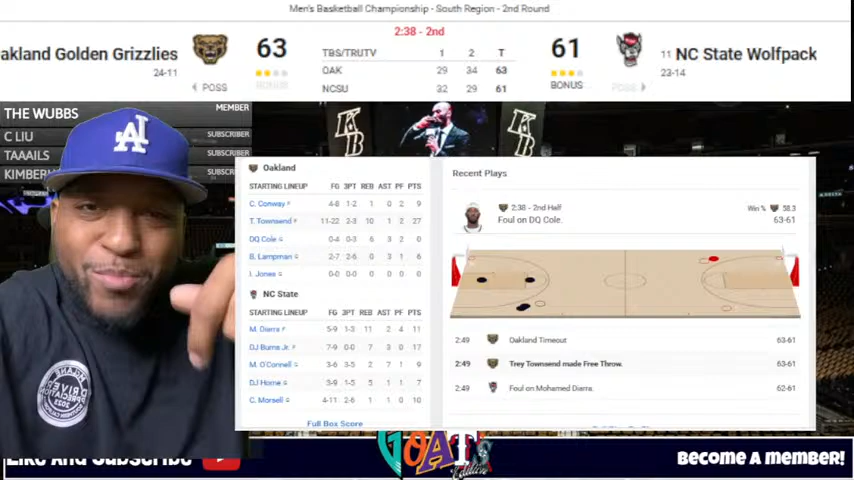 Men's Basketball Championship - South Region - 2nd Round
akland Golden Grizzlies
24-11
POSS
63
BONUS
2:38 - 2nd
TBS/TRUTV 1 2 T
OAK 29 34 63
NCSU 32 29 61
61
BONUS
POSS
11 NC State Wolfpack
23-14
THE WUBBS MEMBER
C LIU SUBSCRIBER
TAAAILS SUBSCRIBER
KIMBER
KB
KB
LA
Oakland
STARTING LINEUP FG 3PT REB AST PF PTS
C. Conway F 4-8 1-2 1 0 2 9
T. Townsend F 11-22 2-3 10 1 2 27
DQ Cole G 0-4 0-3 6 3 2 0
B. Lampman G 2-7 2-6 0 3 1 6
I. Jones G 0-0 0-0 0 0 0 0
NC State
STARTING LINEUP FG 3PT REB AST PF PTS
M. Diarra F 5-9 1-3 11 2 4 11
DJ Burns Jr. F 7-9 0-0 7 3 0 17
M. O'Connell G 3-6 3-5 2 7 1 9
DJ Horne G 3-9 1-5 5 1 1 7
C. Morsell G 4-11 2-6 1 1 0 10
Full Box Score
Recent Plays
2:38 - 2nd Half
Foul on DQ Cole.
Win % 58.3
63-61
2:49 Oakland Timeout 63-61
2:49 Trey Townsend made Free Throw. 63-61
2:49 Foul on Mohamed Diarra. 62-61
Like And Subscribe
GOAT
Become a member!